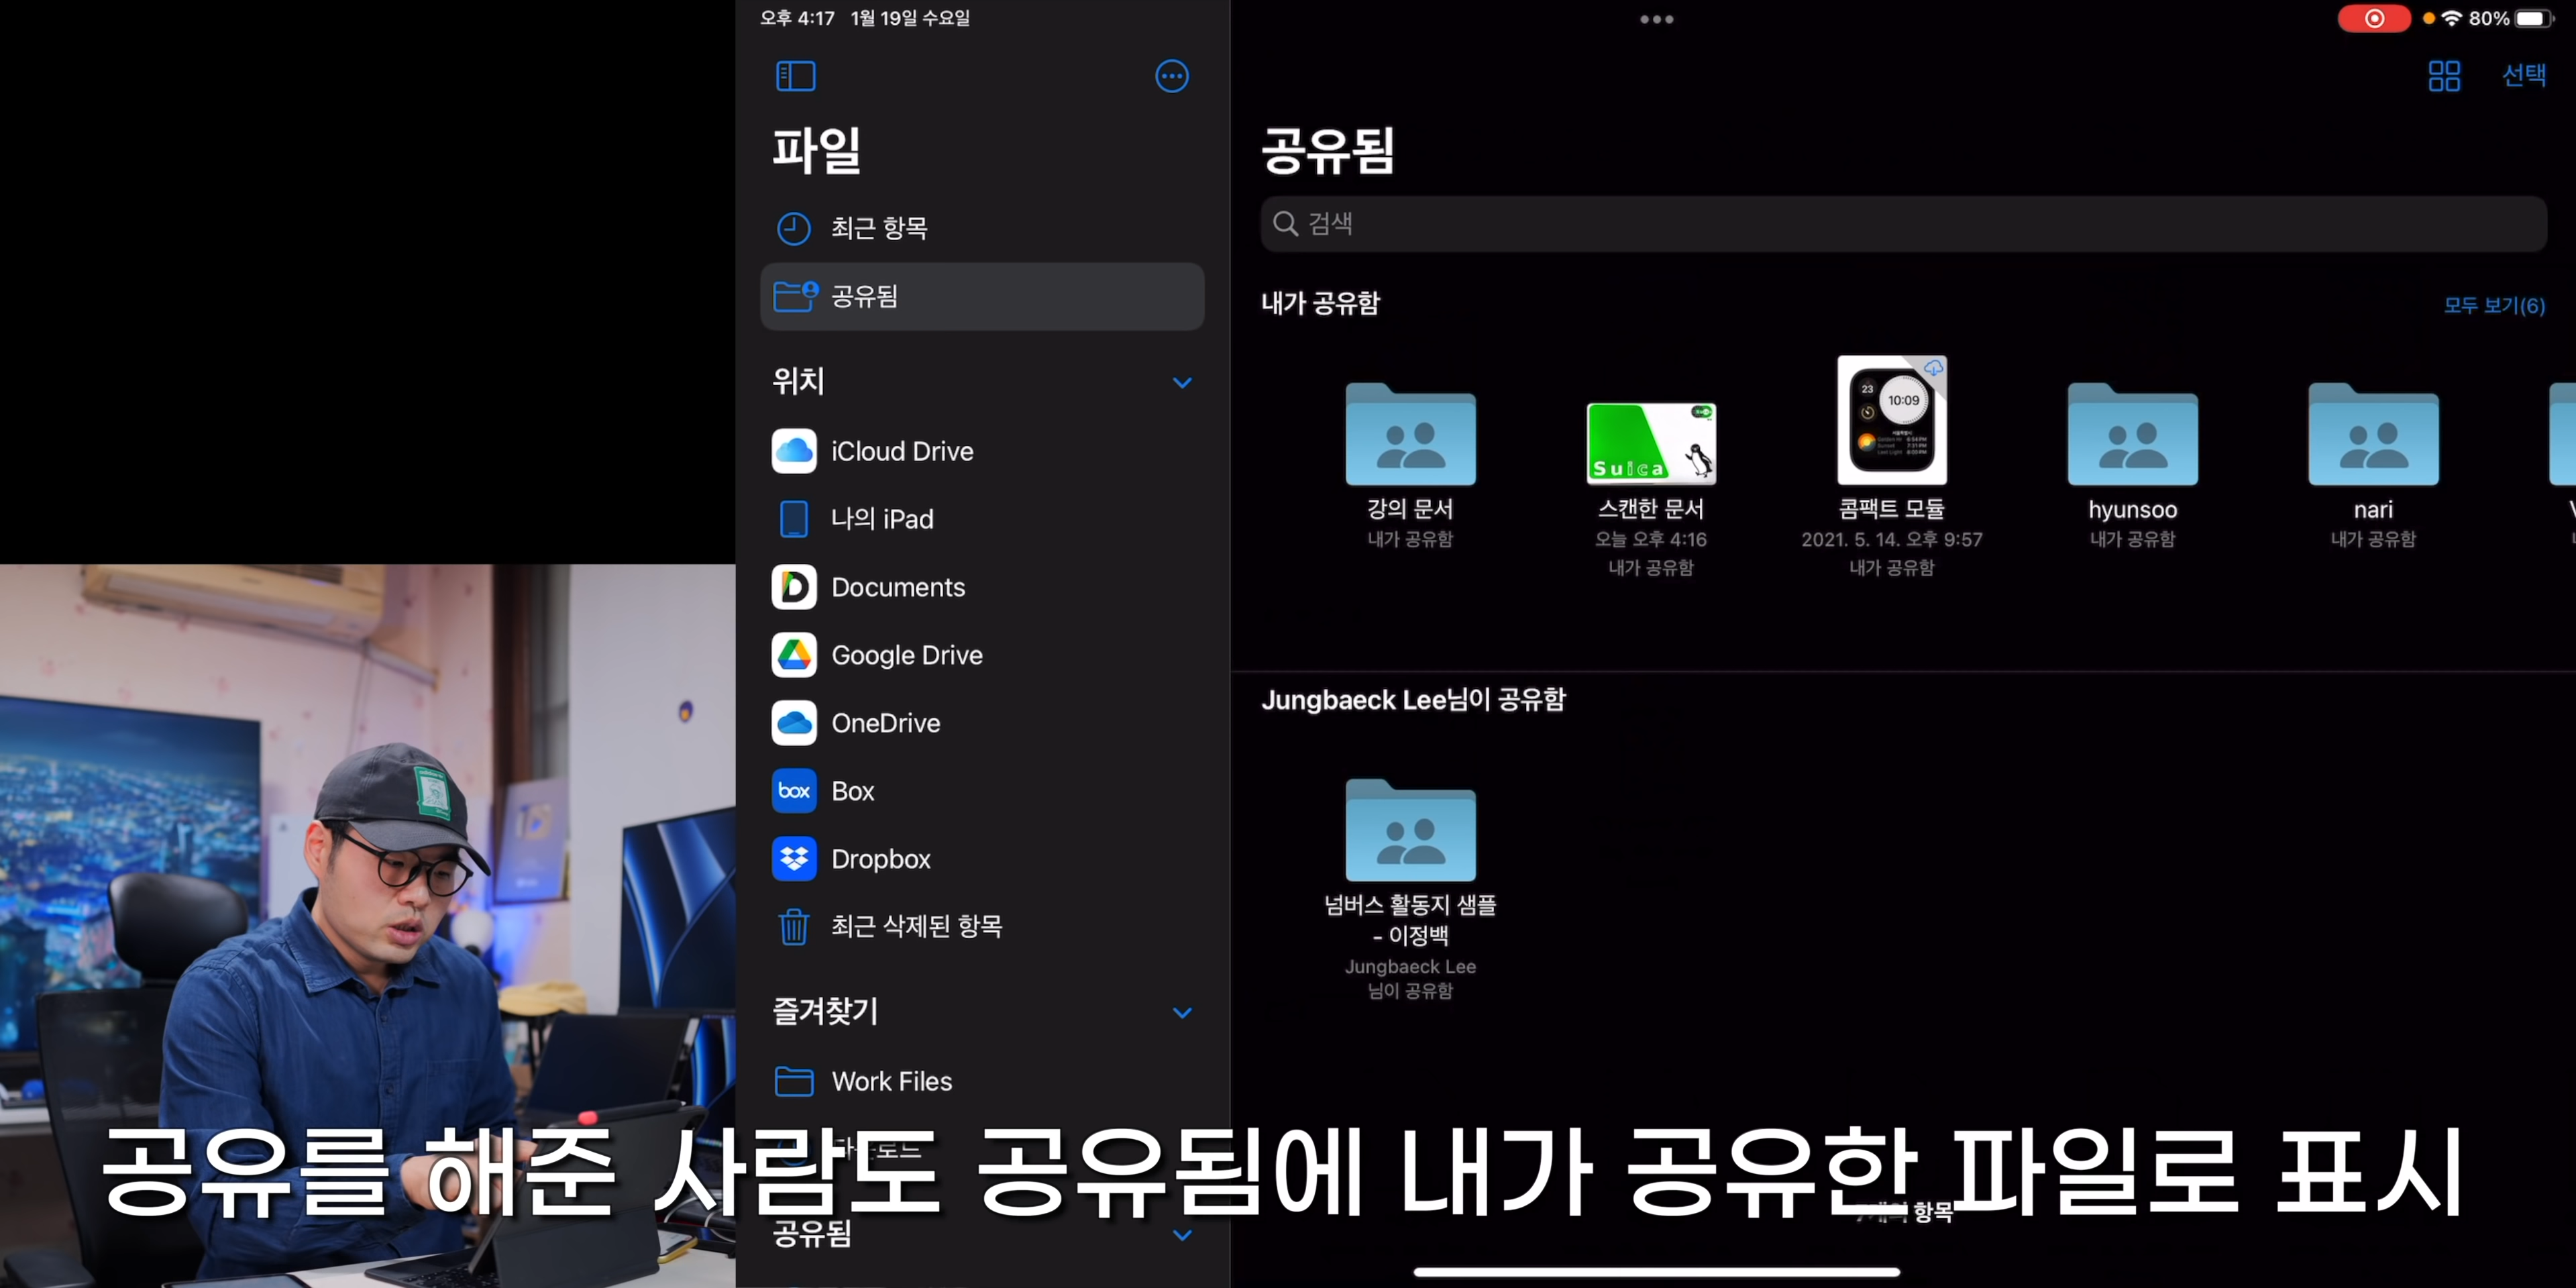 오후 4:17 1월 19일 수요일
80%
선택
파일
최근 항목
공유됨
위치
iCloud Drive
나의 iPad
Documents
Google Drive
OneDrive
box Box
Dropbox
최근 삭제된 항목
즐겨찾기
Work Files
공유됨
공유됨
검색
내가 공유함
모두 보기(6)
Suica
23
10:09
강의 문서
내가 공유함
스캔한 문서
오늘 오후 4:16
내가 공유함
콤팩트 모듈
2021. 5. 14. 오후 9:57
내가 공유함
hyunsoo
내가 공유함
nari
내가 공유함
Jungbaeck Lee님이 공유함
넘버스 활동지 샘플
- 이정백
Jungbaeck Lee
님이 공유함
항목
공유를 해준 사람도 공유됨에 내가 공유한 파일로 표시